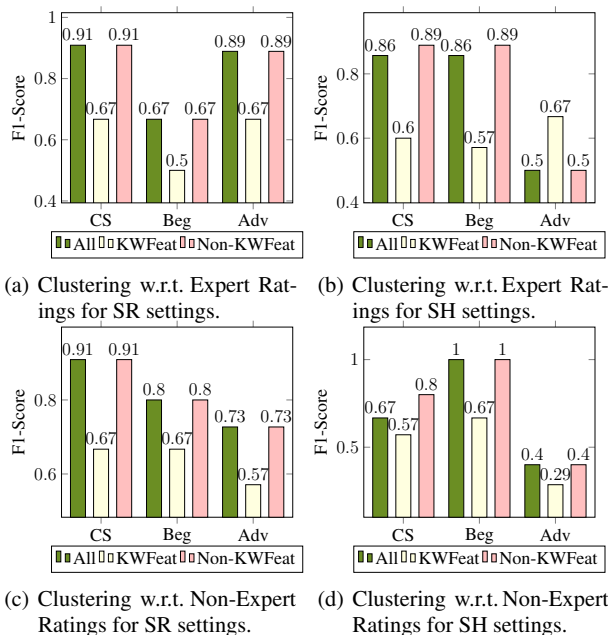 1
0.8
0.6
0.4
F1-Score
0.91
0.67
0.91
0.67
0.5
0.67
0.89
0.67
0.89
CS Beg Adv
All KWFeat Non-KWFeat
(a) Clustering w.r.t. Expert Rat-
ings for SR settings.
0.8
0.6
0.4
F1-Score
0.86
0.6
0.89
0.86
0.57
0.89
0.5
0.67
0.5
CS Beg Adv
All KWFeat Non-KWFeat
(b) Clustering w.r.t. Expert Rat-
ings for SH settings.
0.8
0.6
F1-Score
0.91
0.67
0.91
0.8
0.67
0.8
0.73
0.57
0.73
CS Beg Adv
All KWFeat Non-KWFeat
(c) Clustering w.r.t. Non-Expert
Ratings for SR settings.
1
0.5
F1-Score
0.67
0.57
0.8
1
0.67
1
0.4
0.29
0.4
CS Beg Adv
All KWFeat Non-KWFeat
(d) Clustering w.r.t. Non-Expert
Ratings for SH settings.